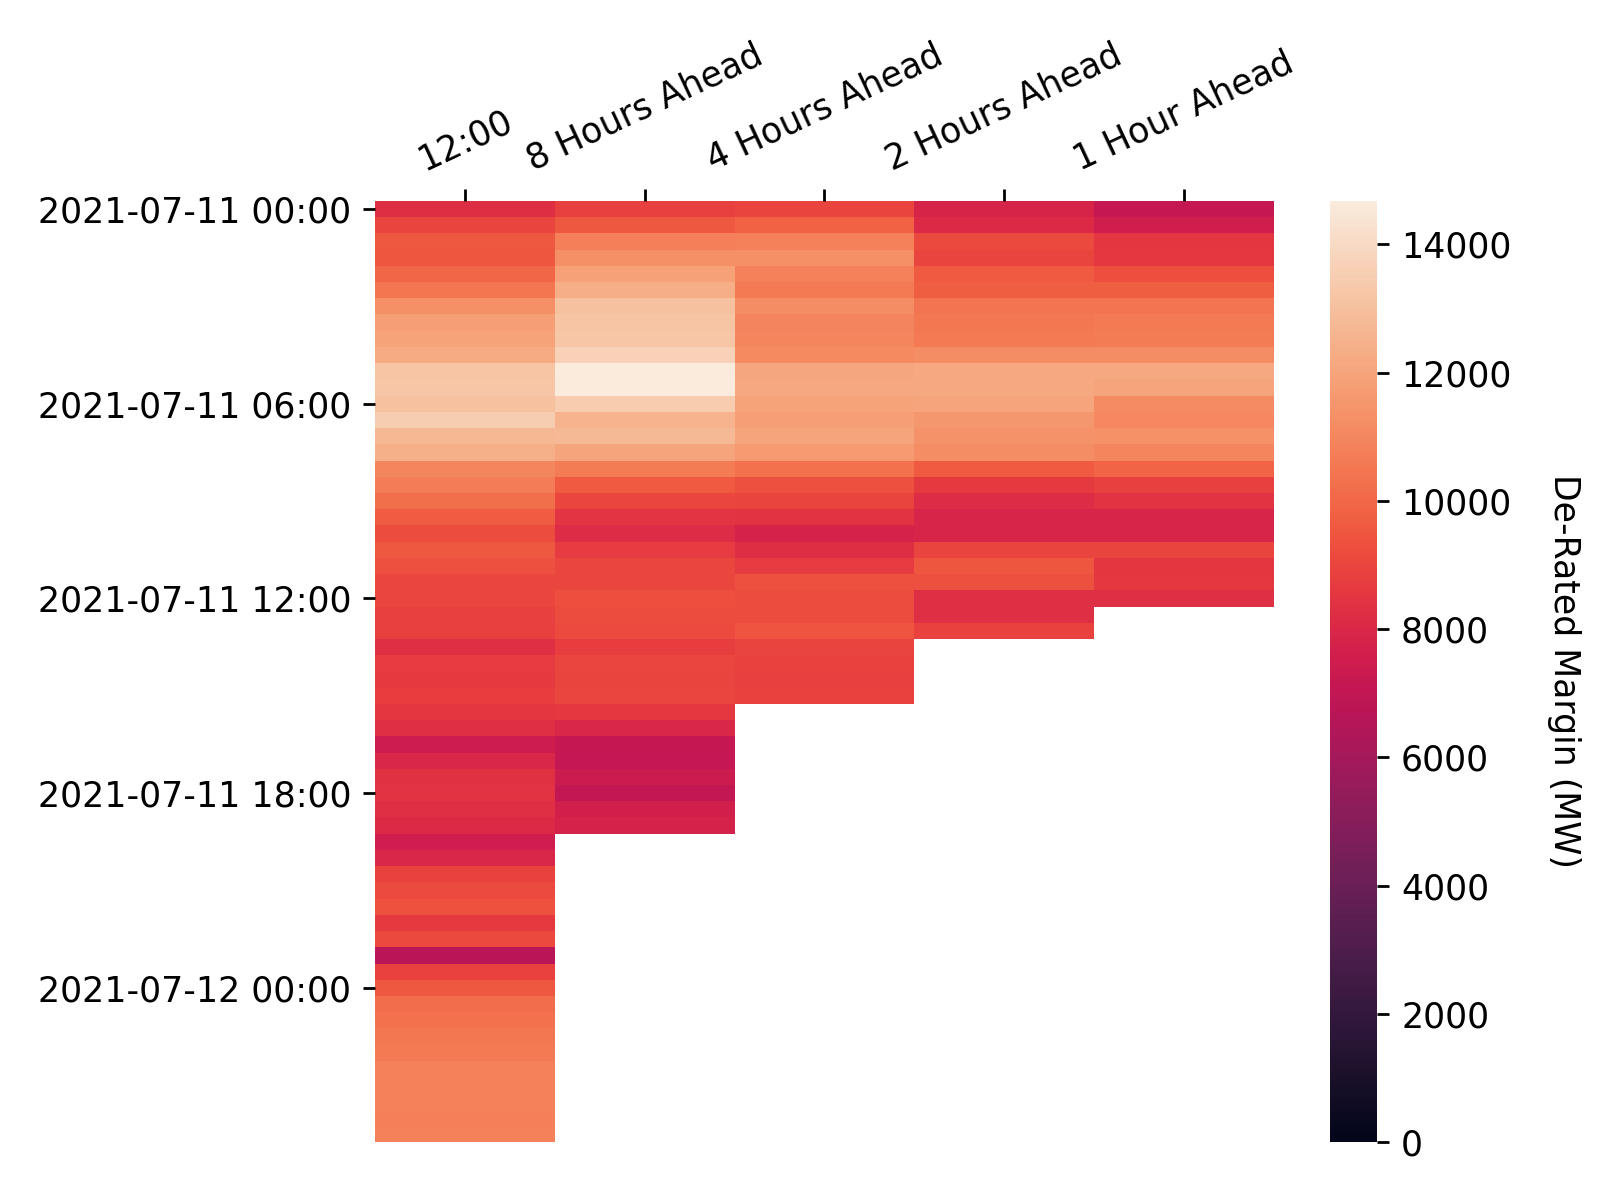 12:00
8 Hours Ahead
4 Hours Ahead
2 Hours Ahead
1 Hour Ahead
2021-07-11 00:00
2021-07-11 06:00
2021-07-11 12:00
2021-07-11 18:00
2021-07-12 00:00
14000
12000
10000
8000
6000
4000
2000
0
De-Rated Margin (MW)